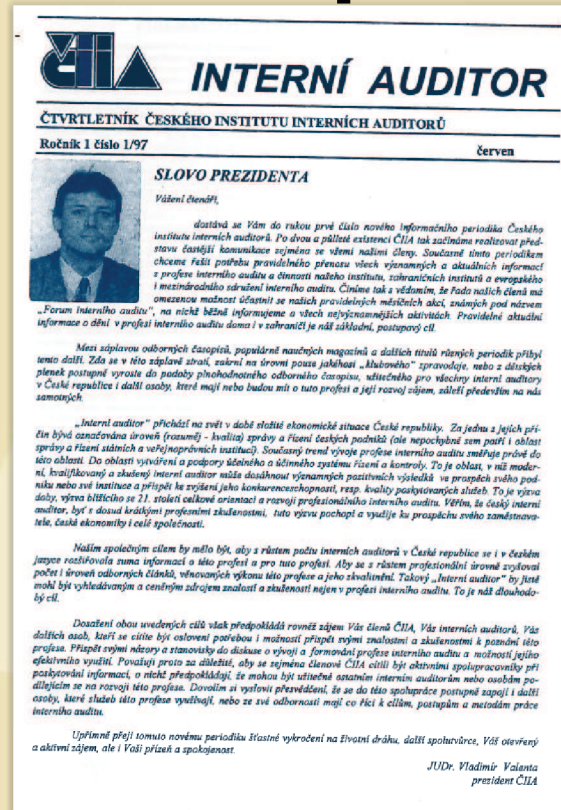 ČIIA
INTERNÍ AUDITOR
ČTVRTLETNÍK ČESKÉHO INSTITUTU INTERNÍCH AUDITORŮ
Ročník 1 číslo 1/97
červen
SLOVO PREZIDENTA
Vážení čtenáři,
dostává se Vám do rukou prvé číslo nového informačního periodika Českého
institutu interních auditorů. Po dvou a půlleté existenci ČIIA tak začínáme realizovat před-
stavu častější komunikace zejména se všemi našimi členy. Současně tímto periodikem
chceme řešit potřebu pravidelného přenosu všech významných a aktuálních informací
z profese interního auditu a činnosti našeho institutu, zahraničních institutů a evropského
i mezinárodního sdružení interního auditu. Činíme tak s vědomím, že řada našich členů má
omezenou možnost účastnit se našich pravidelných měsíčních akcí, známých pod názvem
„Forum interního auditu", na nichž běžně informujeme o všech nejvýznamnějších aktivitách. Pravidelné aktuální
informace o dění v profesi interního auditu doma i v zahraničí je náš základní, postupový cíl.
Mezi záplavou odborných časopisů, populárně naučných magazínů a dalších titulů různých periodik přibyl
tento další. Zda se v této záplavě ztratí, zakrní na úrovni pouze jakéhosi „klubového" zpravodaje, nebo z dětských
plenek postupně vyroste do podoby plnohodnotného odborného časopisu, užitečného pro všechny interní auditory
v České republice i další osoby, které mají nebo budou mít o tuto profesi a její rozvoj zájem, záleží především na nás
samotných.
„Interní auditor" přichází na svět v době složité ekonomické situace České republiky. Za jednu z jejích pří-
čin bývá označována úroveň (rozuměj - kvalita) správy a řízení českých podniků (ale nepochybně sem patří i oblast
správy a řízení státních a veřejnoprávních institucí). Současný trend vývoje profese interního auditu směřuje právě do
této oblasti. Do oblasti vytváření a podpory účelného a účinného systému řízení a kontroly. To je oblast, v níž moder-
ní, kvalifikovaný a zkušený interní auditor může dosáhnout významných pozitivních výsledků ve prospěch svého pod-
niku nebo své instituce a přispět ke zvýšení jeho konkurenceschopnosti, resp. kvality poskytovaných služeb. To je výzva
doby, výzva blížícího se 21. století celkové orientaci a rozvoji profesionálního interního auditu. Věřím, že český interní
auditor, byť s dosud krátkými profesními zkušenostmi, tuto výzvu pochopí a využije ku prospěchu svého zaměstnava-
tele, české ekonomiky i celé společnosti.
Naším společným cílem by mělo být, aby s růstem počtu interních auditorů v České republice se i v českém
jazyce rozšiřovala suma informací o této profesi a pro tuto profesi. Aby se s růstem profesionální úrovně zvyšoval
počet i úroveň odborných článků, věnovaných výkonu této profese a jeho zkvalitnění. Takový „Interní auditor" by jistě
mohl být vyhledávaným a ceněným zdrojem znalostí a zkušeností nejen v profesi interního auditu. To je náš dlouhodo-
bý cíl.
Dosažení obou uvedených cílů však předpokládá rovněž zájem Vás členů ČIIA, Vás interních auditorů, Vás
dalších osob, kteří se cítíte být osloveni potřebou i možností přispět svými znalostmi a zkušenostmi k poznání této
profese. Přispět svými názory a stanovisky do diskuse o vývoji a formování profese interního auditu a možností jejího
efektivního využití. Považuji proto za důležité, aby se zejména členové ČIIA cítili být aktivními spolupracovníky při
poskytování informací, o nichž předpokládají, že mohou být užitečné ostatním interním auditorům nebo osobám po-
dílejícím se na rozvoji této profese. Dovolím si vyslovit přesvědčení, že se do této spolupráce postupně zapojí i další
osoby, které služeb této profese využívají, nebo ze své odbornosti mají co říci k cílům, postupům a metodám práce
interního auditu.
Upřímně přeji tomuto novému periodiku šťastné vykročení na životní dráhu, další spolutvůrce, Váš otevřený
a aktivní zájem, ale i Vaši přízeň a spokojenost.
JUDr. Vladimír Valenta
prezident ČIIA